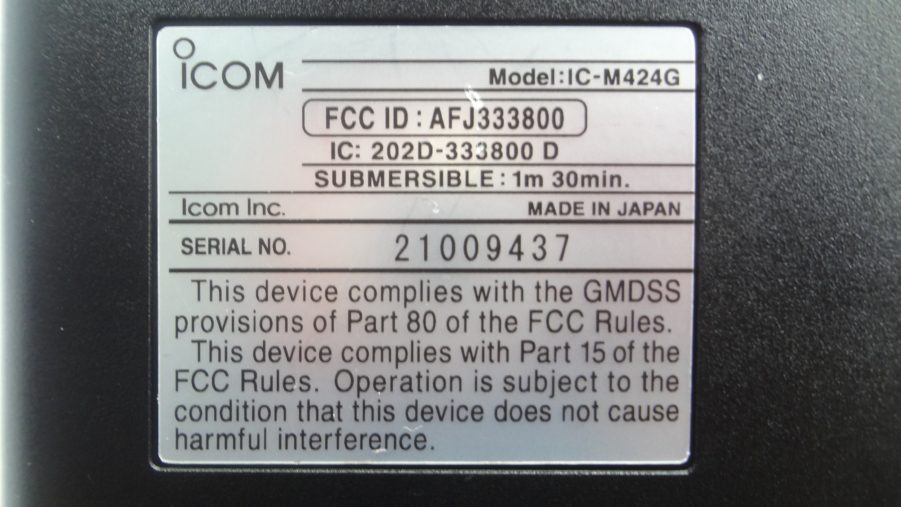 ICOM
Model:IC-M424G
FCC ID : AFJ333800
IC: 202D-333800 D
SUBMERSIBLE : 1m 30min.
Icom Inc. MADE IN JAPAN
SERIAL NO. 21009437
This device complies with the GMDSS
provisions of Part 80 of the FCC Rules.
This device complies with Part 15 of the
FCC Rules. Operation is subject to the
condition that this device does not cause
harmful interference.